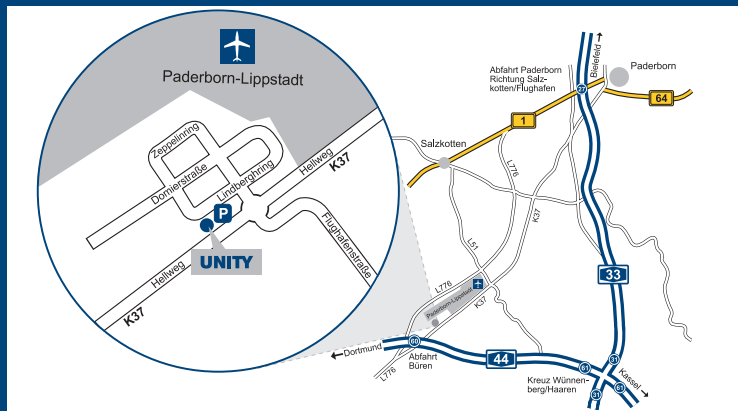 Paderborn-Lippstadt
Zeppelinring
Dornierstraße
Lindberghring
Hellweg
K37
P
UNITY
Flughafenstraße
Hellweg
K37
Bielefeld
Abfahrt Paderborn
Richtung Salz-
kotten/Flughafen
Paderborn
27
64
1
Salzkotten
L776
K37
L51
33
L776
Paderborn-Lippstadt
K37
Dortmund
60
Abfahrt
Büren
L776
44
61
31
61
31
Kassel
Kreuz Wünnen-
berg/Haaren